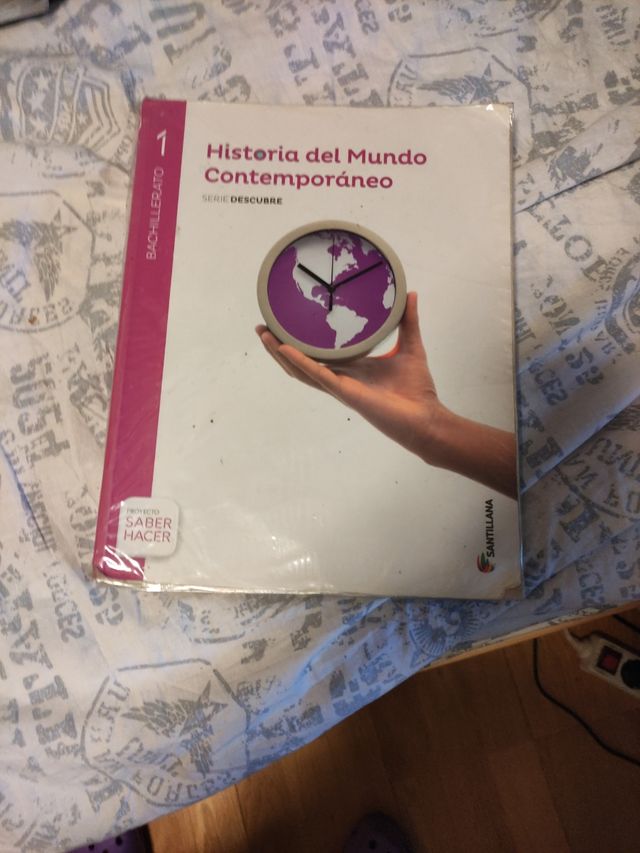 1
BACHILLERATO
Historia del Mundo
Contemporáneo
SERIE DESCUBRE
PROYECTO
SABER
HACER
SANTILLANA